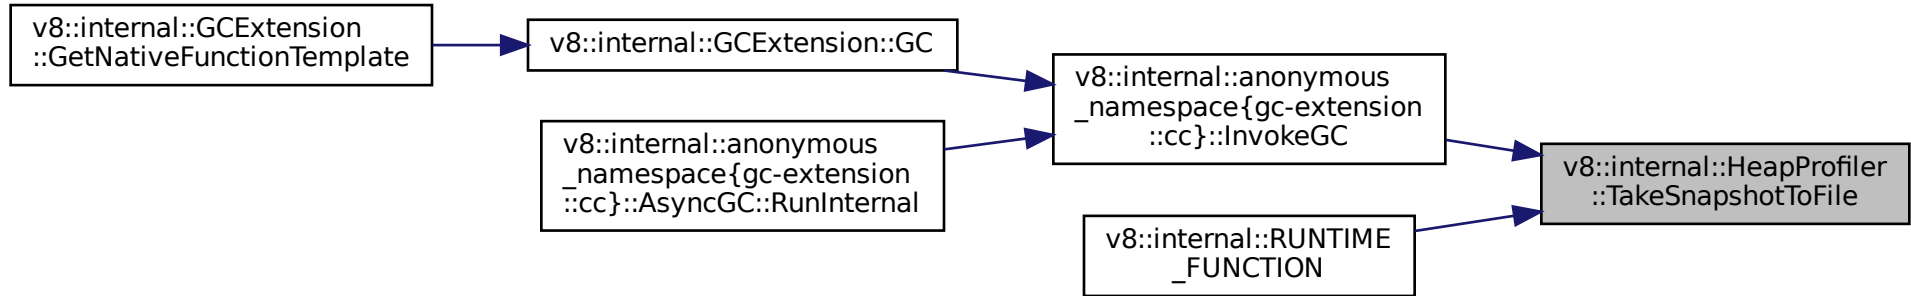 v8::internal::GCExtension
::GetNativeFunctionTemplate
v8::internal::GCExtension::GC
v8::internal::anonymous
_namespace{gc-extension
::cc}::AsyncGC::RunInternal
v8::internal::anonymous
_namespace{gc-extension
::cc}::InvokeGC
v8::internal::RUNTIME
_FUNCTION
v8::internal::HeapProfiler
::TakeSnapshotToFile